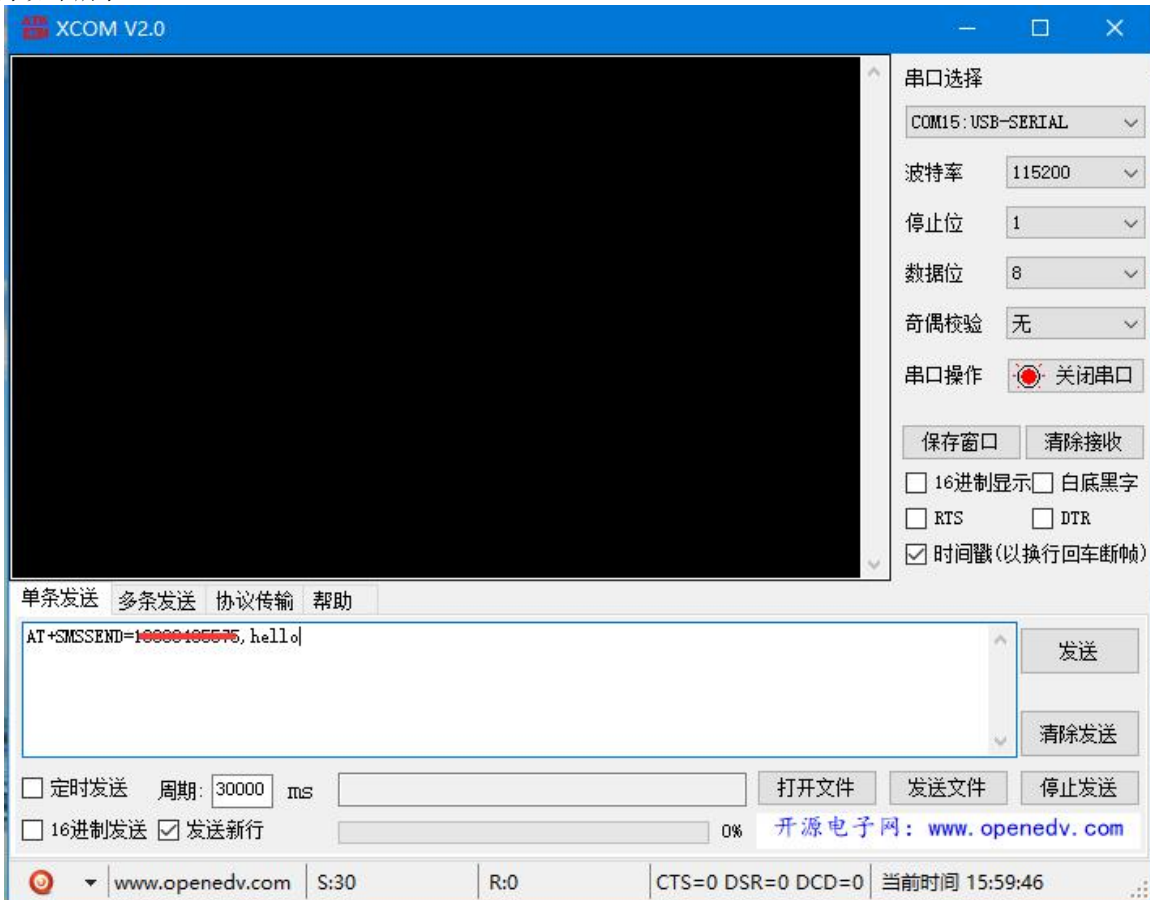 XCOM V2.0
串口选择
COM15:USB-SERIAL
波特率 115200
停止位 1
数据位 8
奇偶校验 无
串口操作 关闭串口
保存窗口 清除接收
16进制显示 白底黑字
RTS DTR
时间戳(以换行回车断帧)
单条发送 多条发送 协议传输 帮助
AT+SMSSEND= ,hello
发送
清除发送
定时发送 周期: 30000 ms 打开文件 发送文件 停止发送
16进制发送 发送新行 0% 开源电子网: www.openedv.com
www.openedv.com S:30 R:0 CTS=0 DSR=0 DCD=0 当前时间 15:59:46